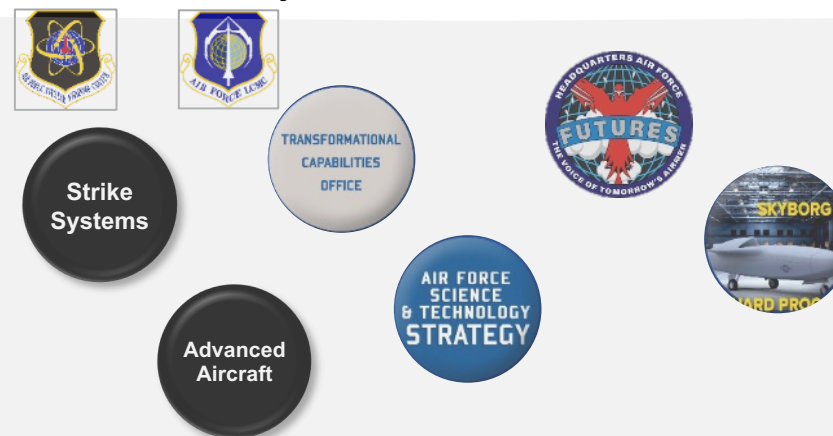 AIR FORCE LCMC
TRANSFORMATIONAL
CAPABILITIES
OFFICE
HEADQUARTERS AIR FORCE
FUTURES
THE VOICE OF TOMORROW'S AIRMEN
Strike
Systems
SKYBORG
AIR FORCE
SCIENCE
& TECHNOLOGY
STRATEGY
Advanced
Aircraft